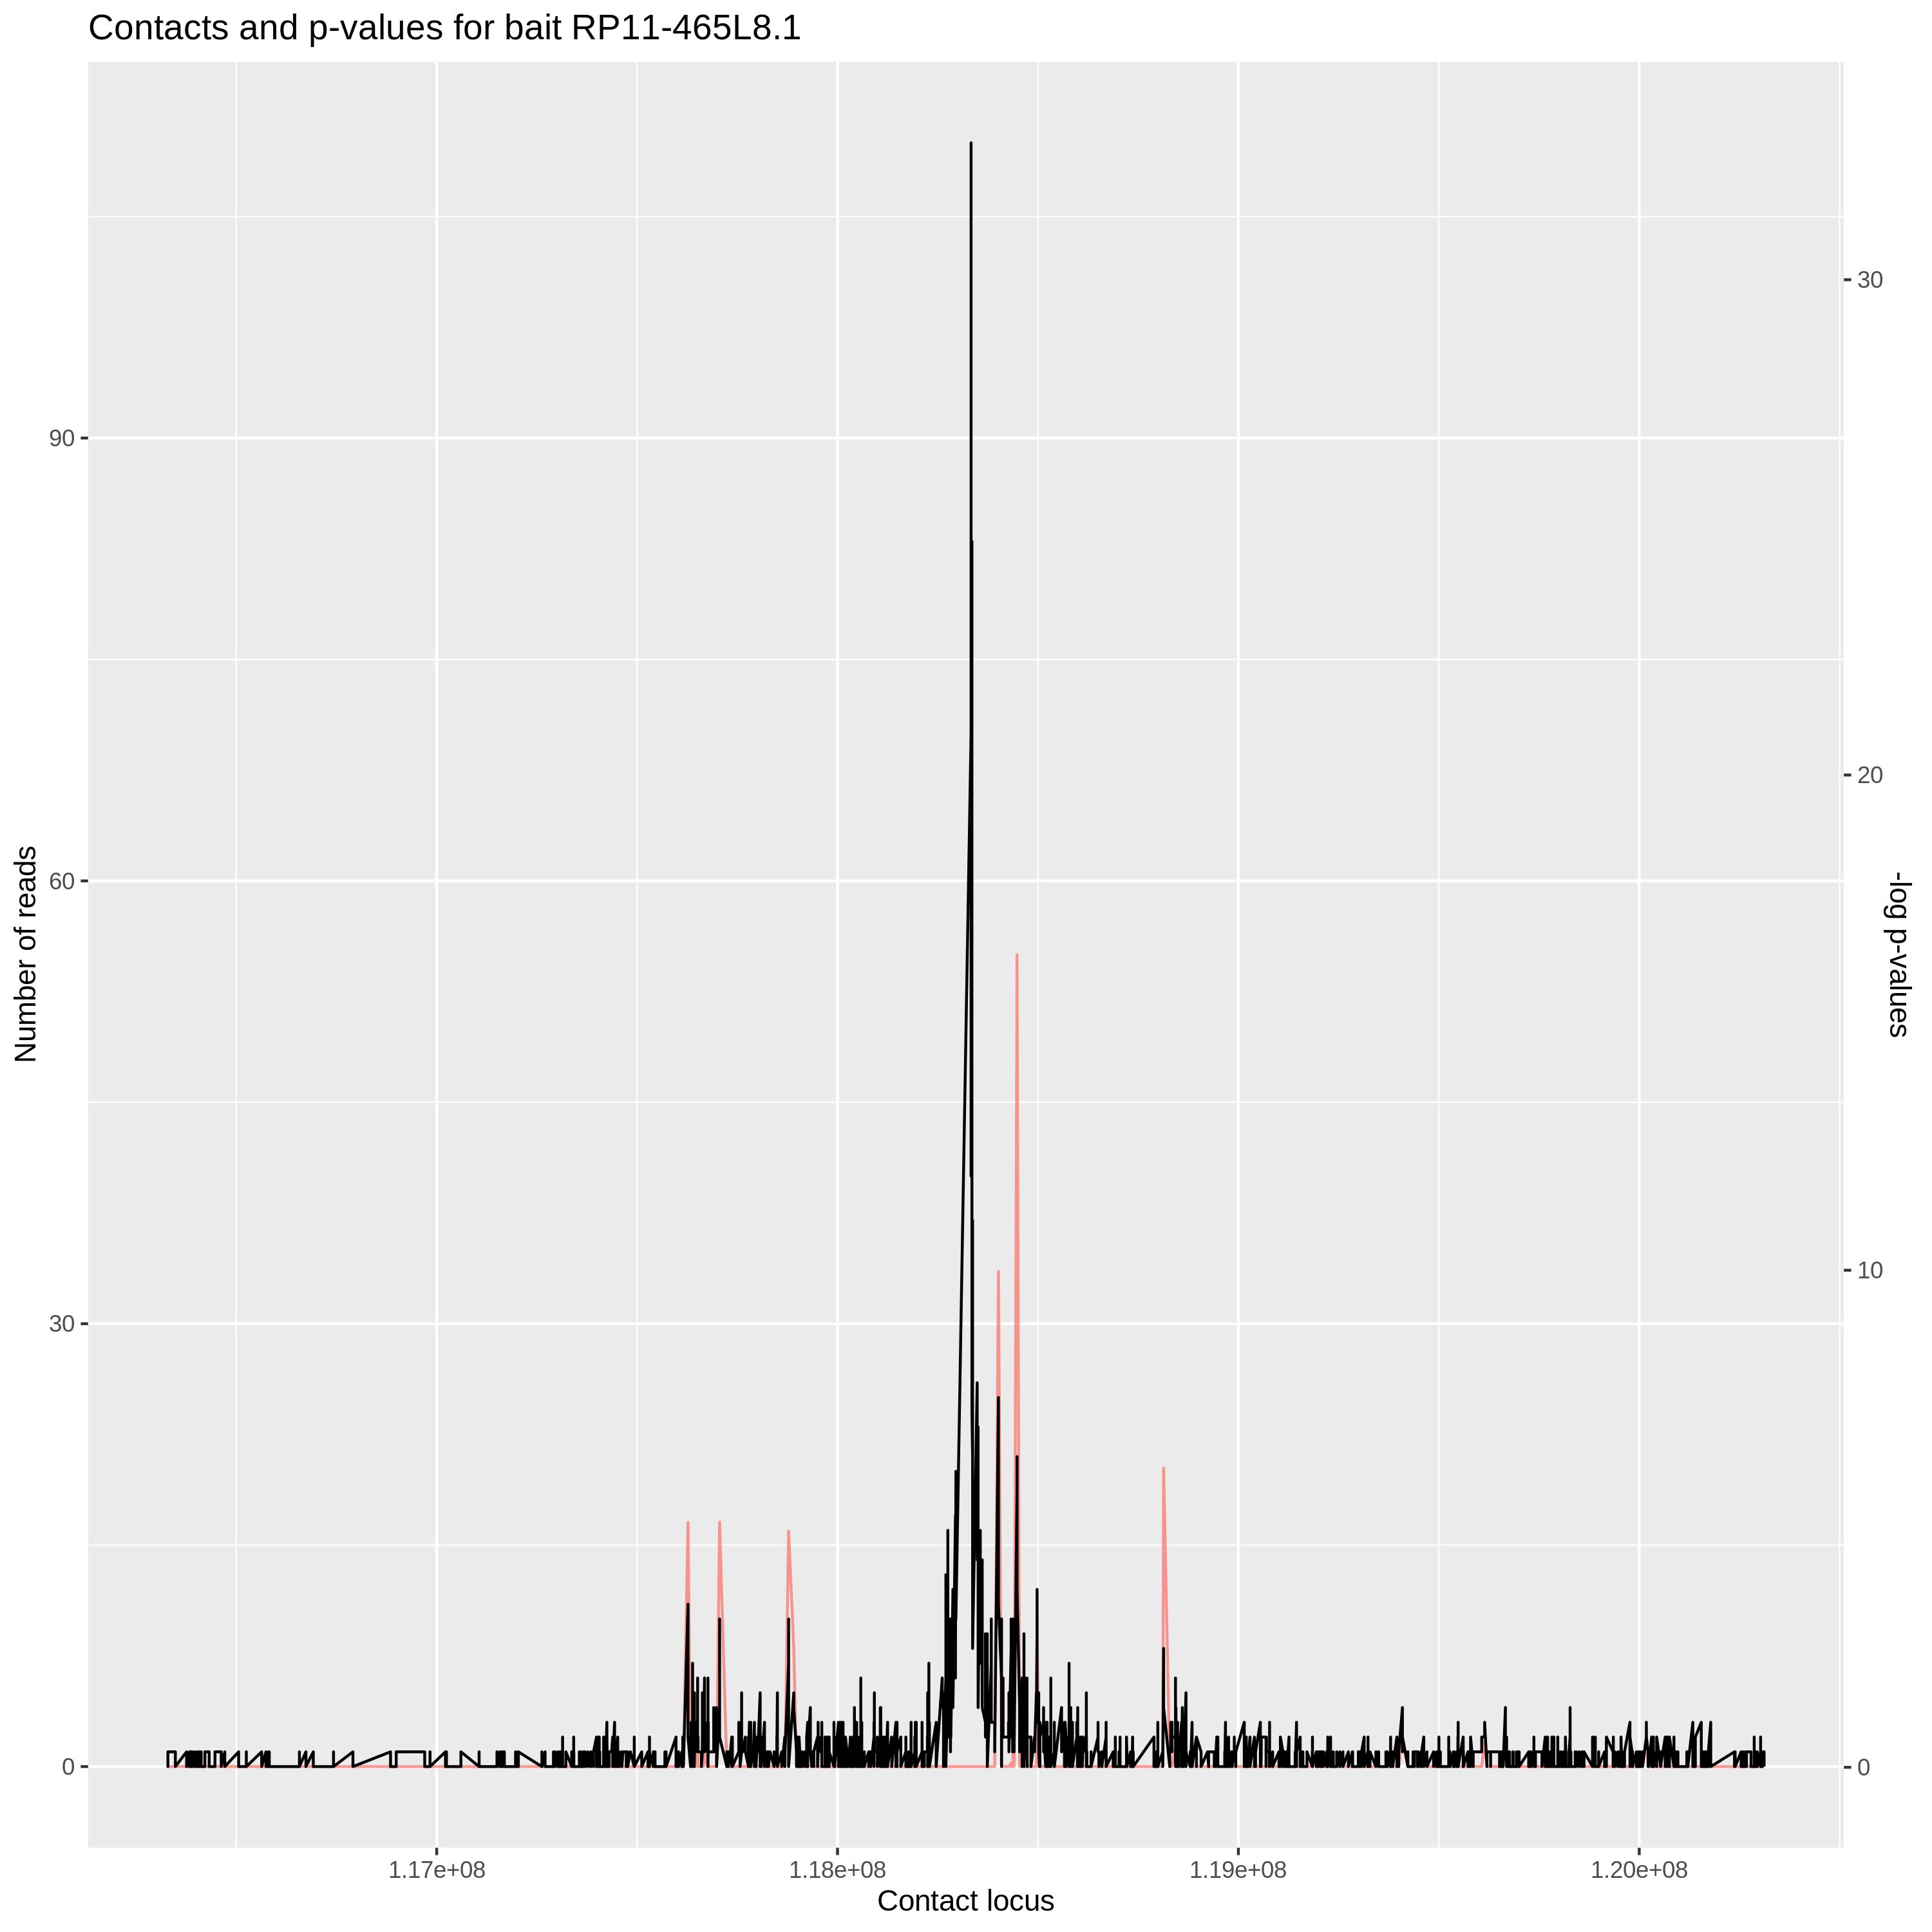 Contacts and p-values for bait RP11-465L8.1
Number of reads
90
60
30
0
30
20
10
0
-log p-values
1.17e+08
1.18e+08
1.19e+08
1.20e+08
Contact locus